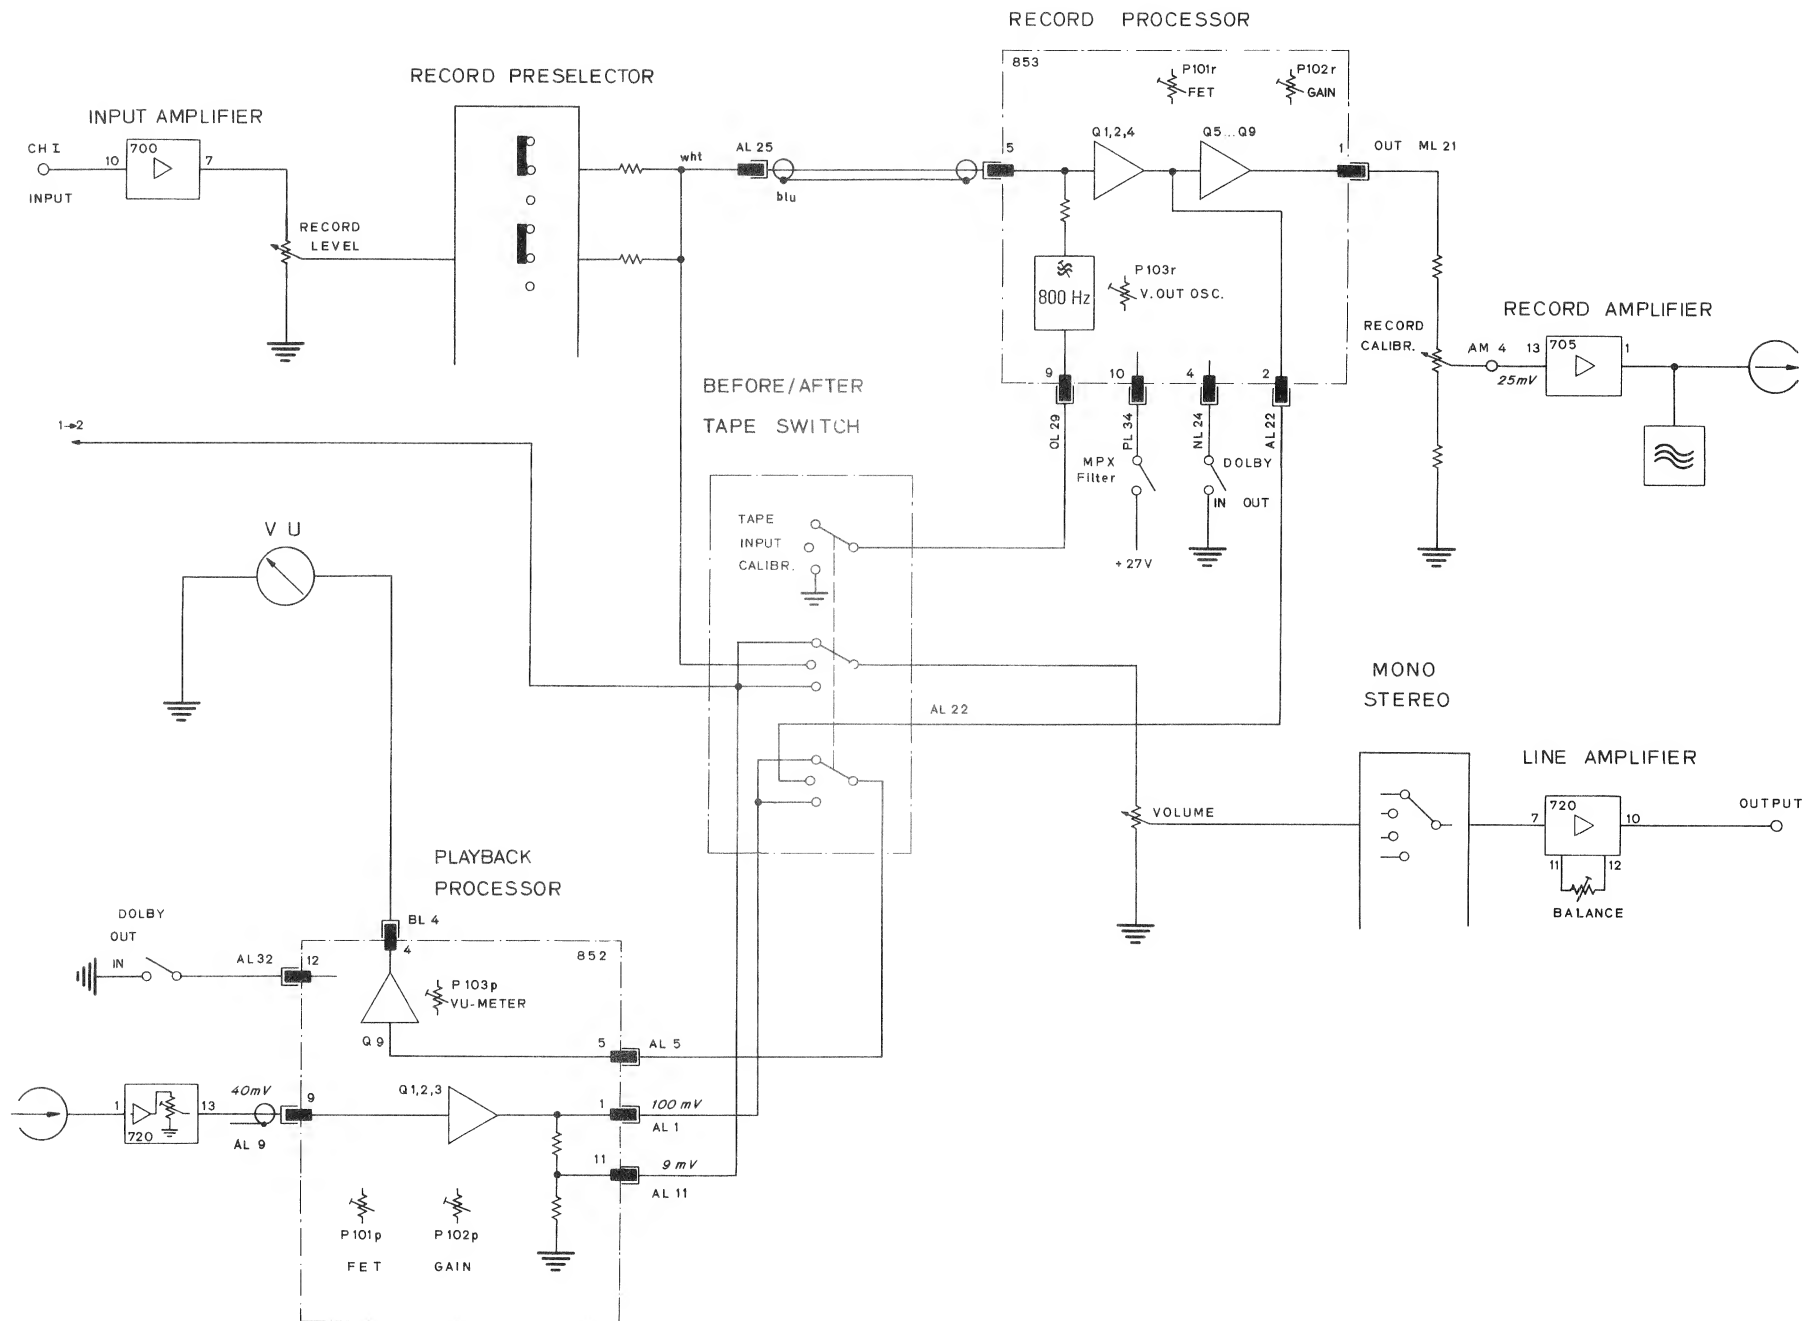 RECORD PROCESSOR
853
P101r
FET
P102r
GAIN
RECORD PRESELECTOR
INPUT AMPLIFIER
CH I
INPUT
10
700
7
RECORD
LEVEL
wht
AL 25
blu
5
Q1,2,4
Q5...Q9
1
OUT ML 21
800 Hz
P103r
V.OUT OSC.
9
10
4
2
OL 29
PL 34
NL 24
AL 22
MPX
Filter
+27V
DOLBY
IN OUT
RECORD
CALIBR.
RECORD AMPLIFIER
AM 4
25mV
13
705
1
BEFORE/AFTER
TAPE SWITCH
1→2
TAPE
INPUT
CALIBR.
VU
AL 22
MONO
STEREO
VOLUME
LINE AMPLIFIER
7
720
10
11
12
BALANCE
OUTPUT
PLAYBACK
PROCESSOR
BL 4
4
852
DOLBY
OUT
IN
AL 32
12
P103p
VU-METER
Q9
5
AL 5
1
720
13
40mV
AL 9
9
Q1,2,3
1
100 mV
AL 1
11
9 mV
AL 11
P101p
FET
P102p
GAIN